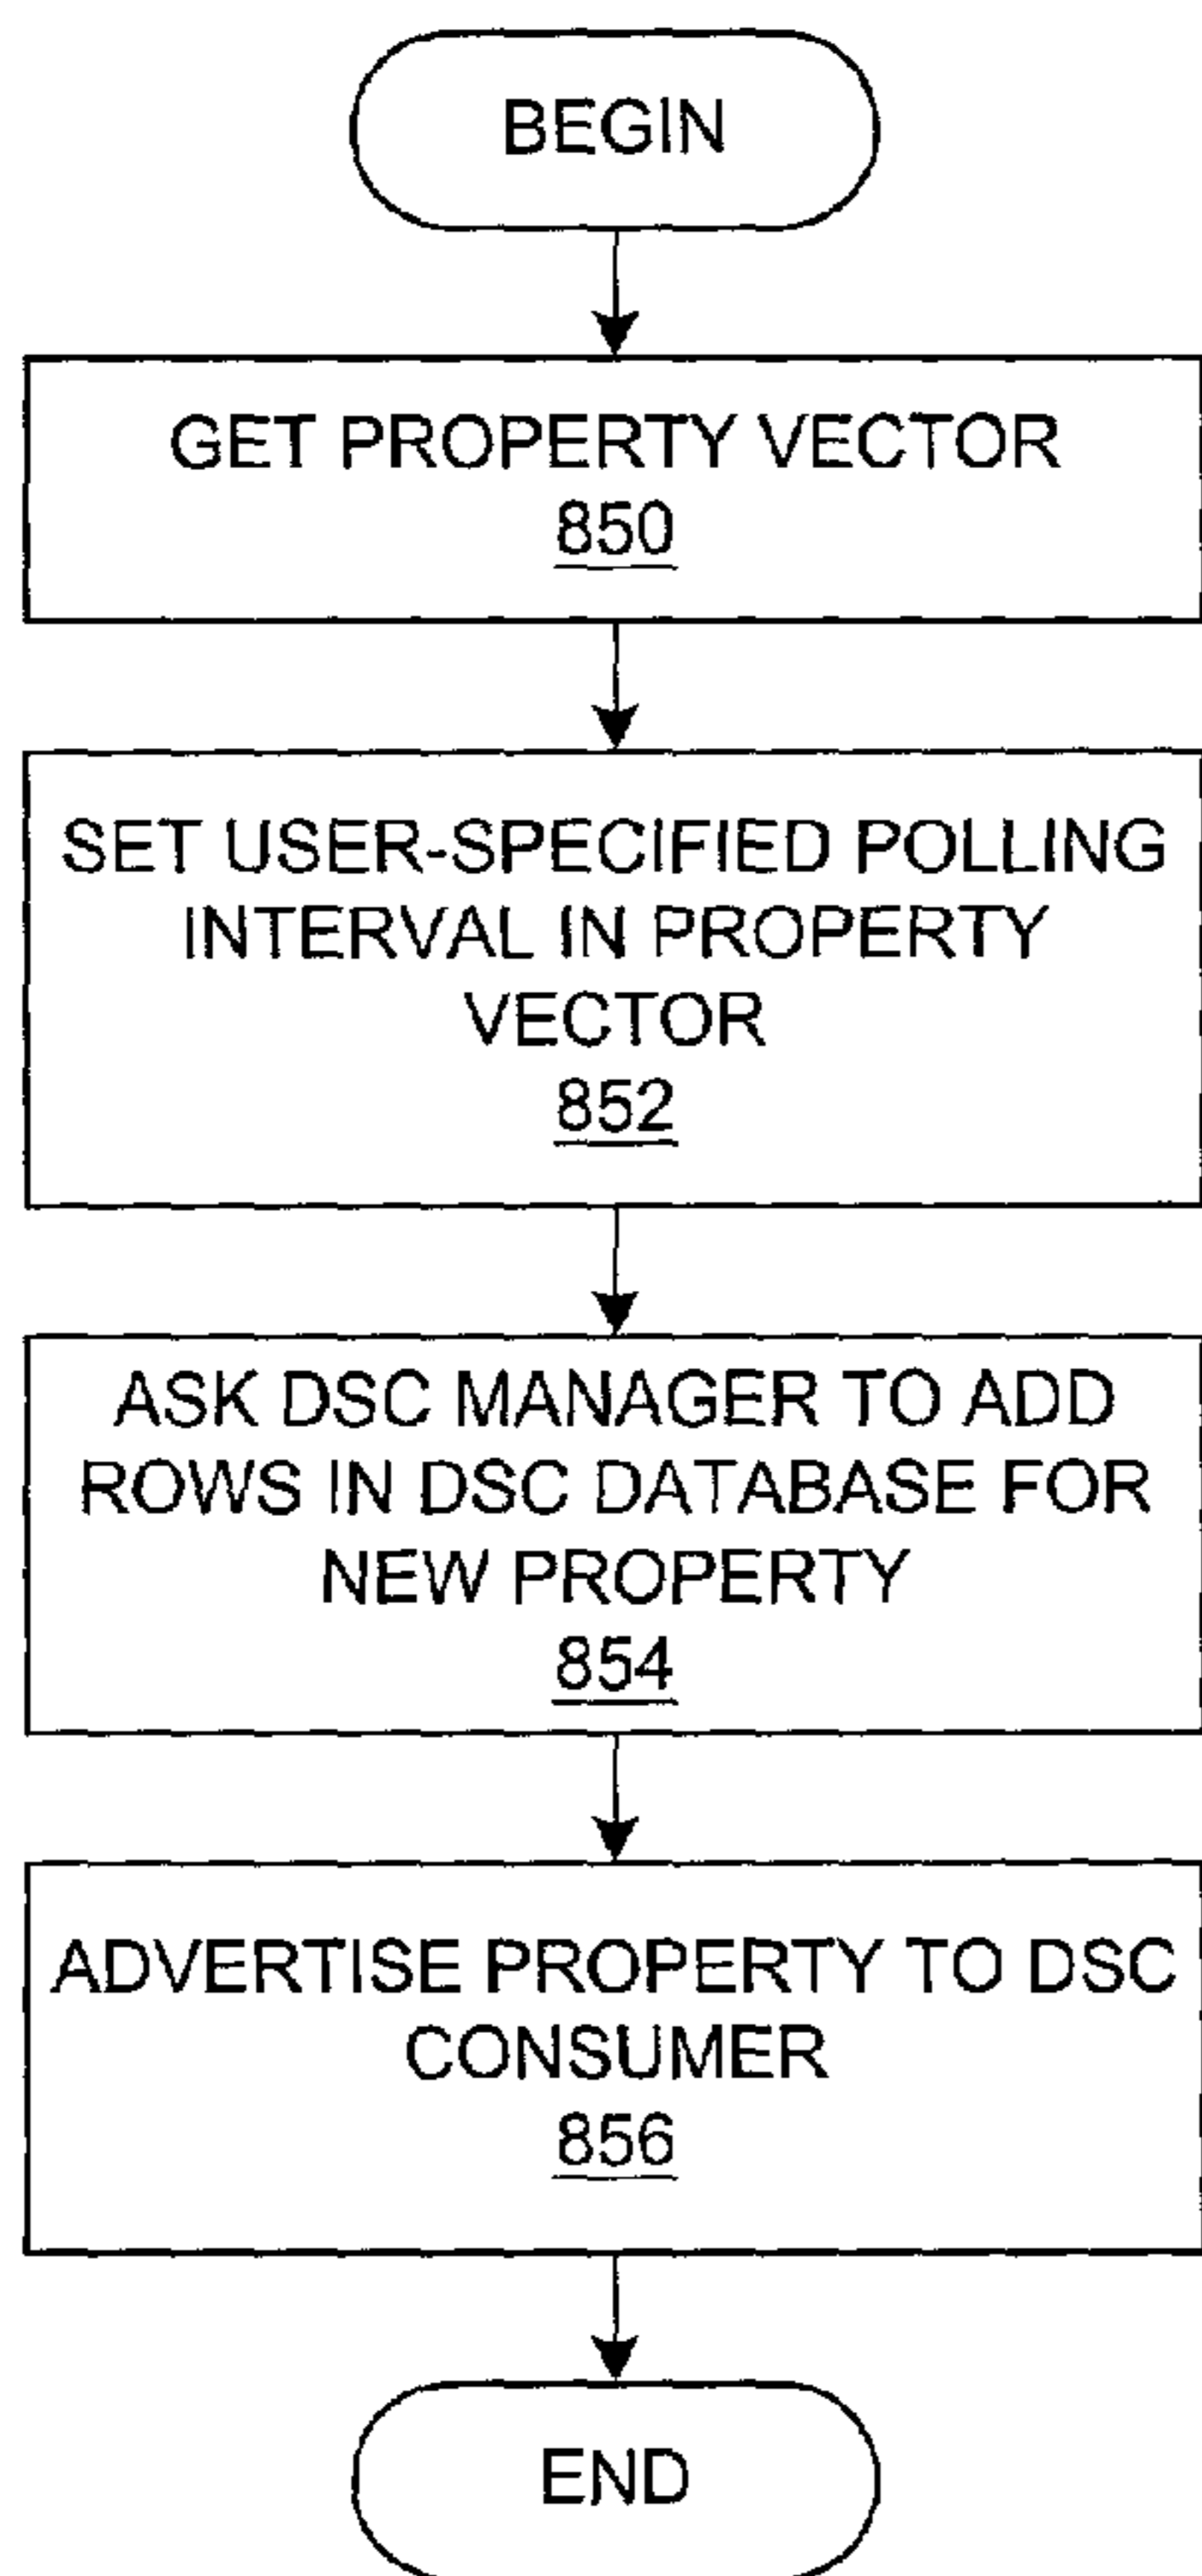 BEGIN
GET PROPERTY VECTOR
850
SET USER-SPECIFIED POLLING
INTERVAL IN PROPERTY
VECTOR
852
ASK DSC MANAGER TO ADD
ROWS IN DSC DATABASE FOR
NEW PROPERTY
854
ADVERTISE PROPERTY TO DSC
CONSUMER
856
END